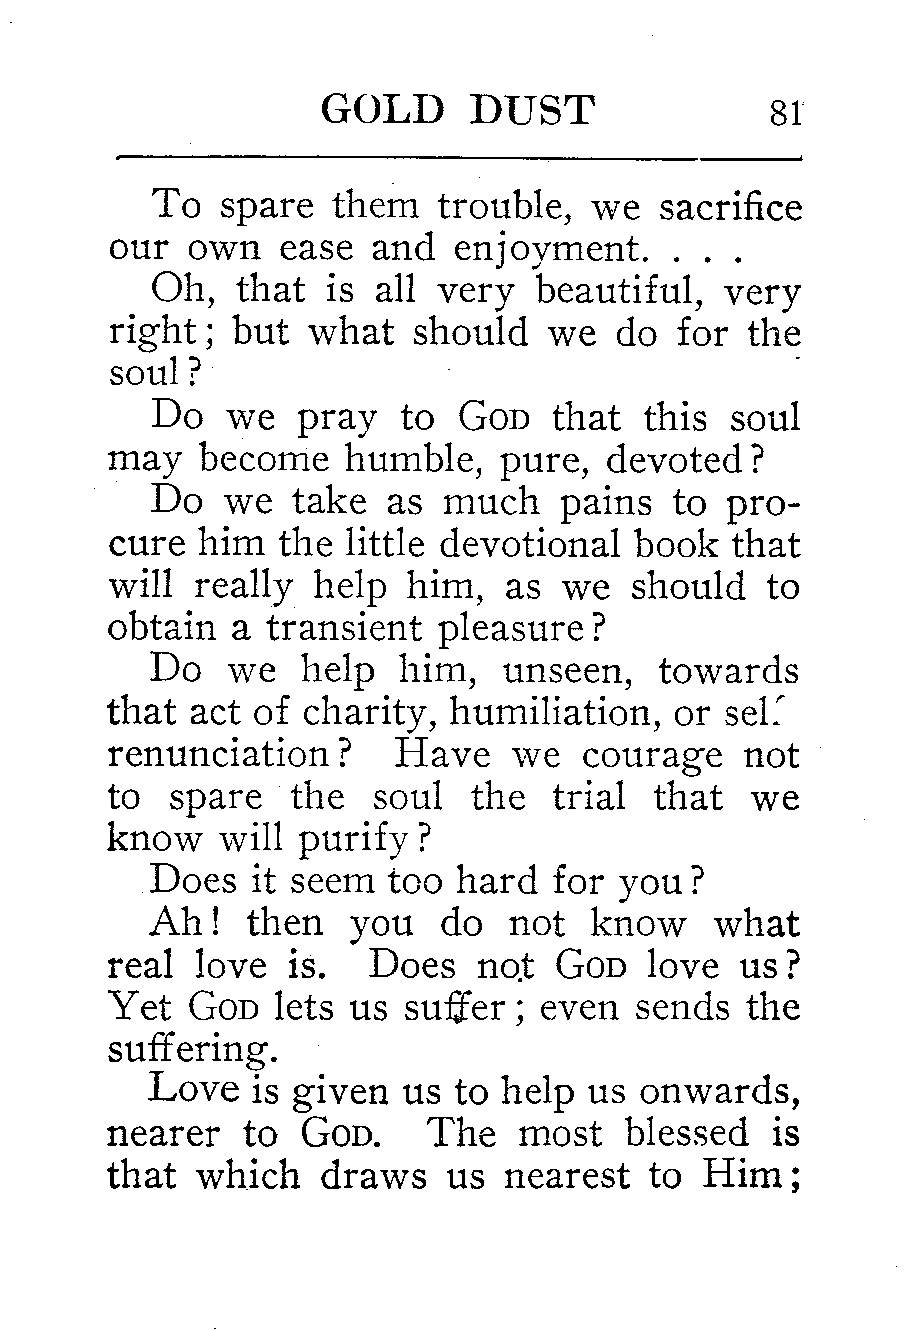 GOLD DUST 81
To spare them trouble, we sacrifice
our own ease and enjoyment. . . .
Oh, that is all very beautiful, very
right; but what should we do for the
soul?
Do we pray to GOD that this soul
may become humble, pure, devoted?
Do we take as much pains to pro-
cure him the little devotional book that
will really help him, as we should to
obtain a transient pleasure?
Do we help him, unseen, towards
that act of charity, humiliation, or self
renunciation? Have we courage not
to spare the soul the trial that we
know will purify?
Does it seem too hard for you?
Ah! then you do not know what
real love is. Does not GOD love us?
Yet GOD lets us suffer; even sends the
suffering.
Love is given us to help us onwards,
nearer to GOD. The most blessed is
that which draws us nearest to Him;